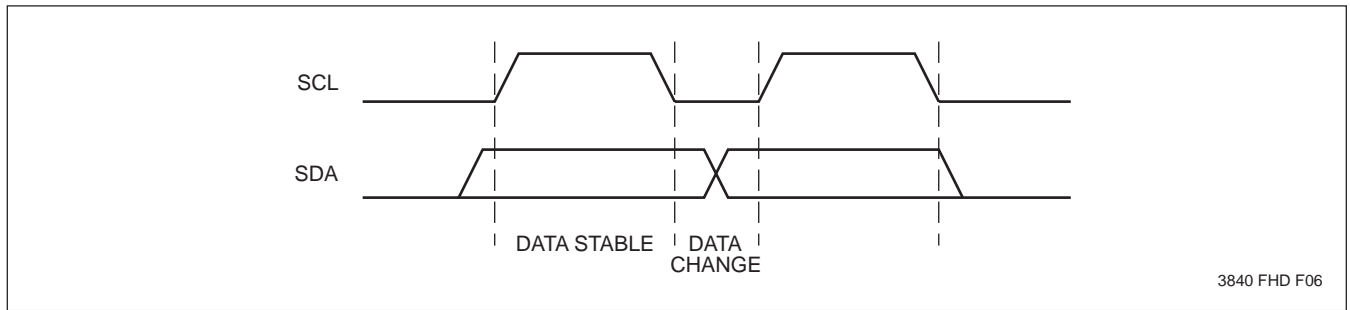 SCL
SDA
DATA STABLE
DATA
CHANGE
3840 FHD F06